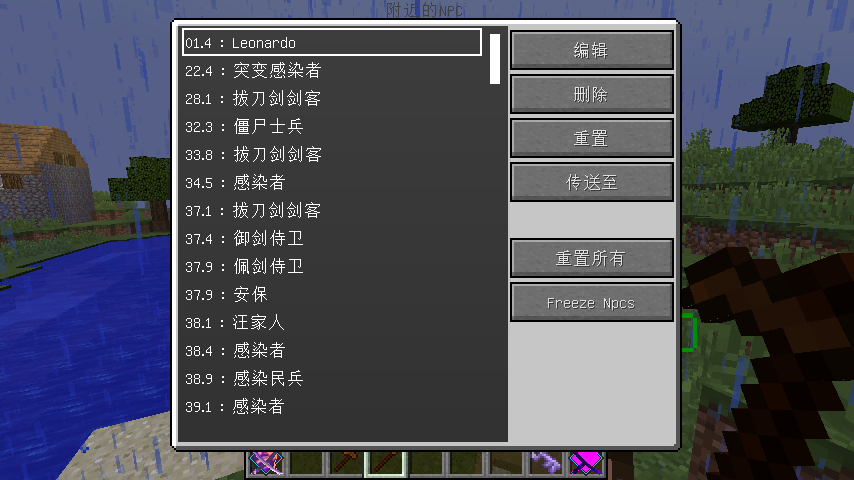 附近的NPC
01.4 : Leonardo
22.4 : 突变感染者
28.1 : 拔刀剑剑客
32.3 : 僵尸士兵
33.8 : 拔刀剑剑客
34.5 : 感染者
37.1 : 拔刀剑剑客
37.4 : 御剑侍卫
37.9 : 佩剑侍卫
37.9 : 安保
38.1 : 汪家人
38.4 : 感染者
38.9 : 感染民兵
39.1 : 感染者
编辑
删除
重置
传送至
重置所有
Freeze Npcs